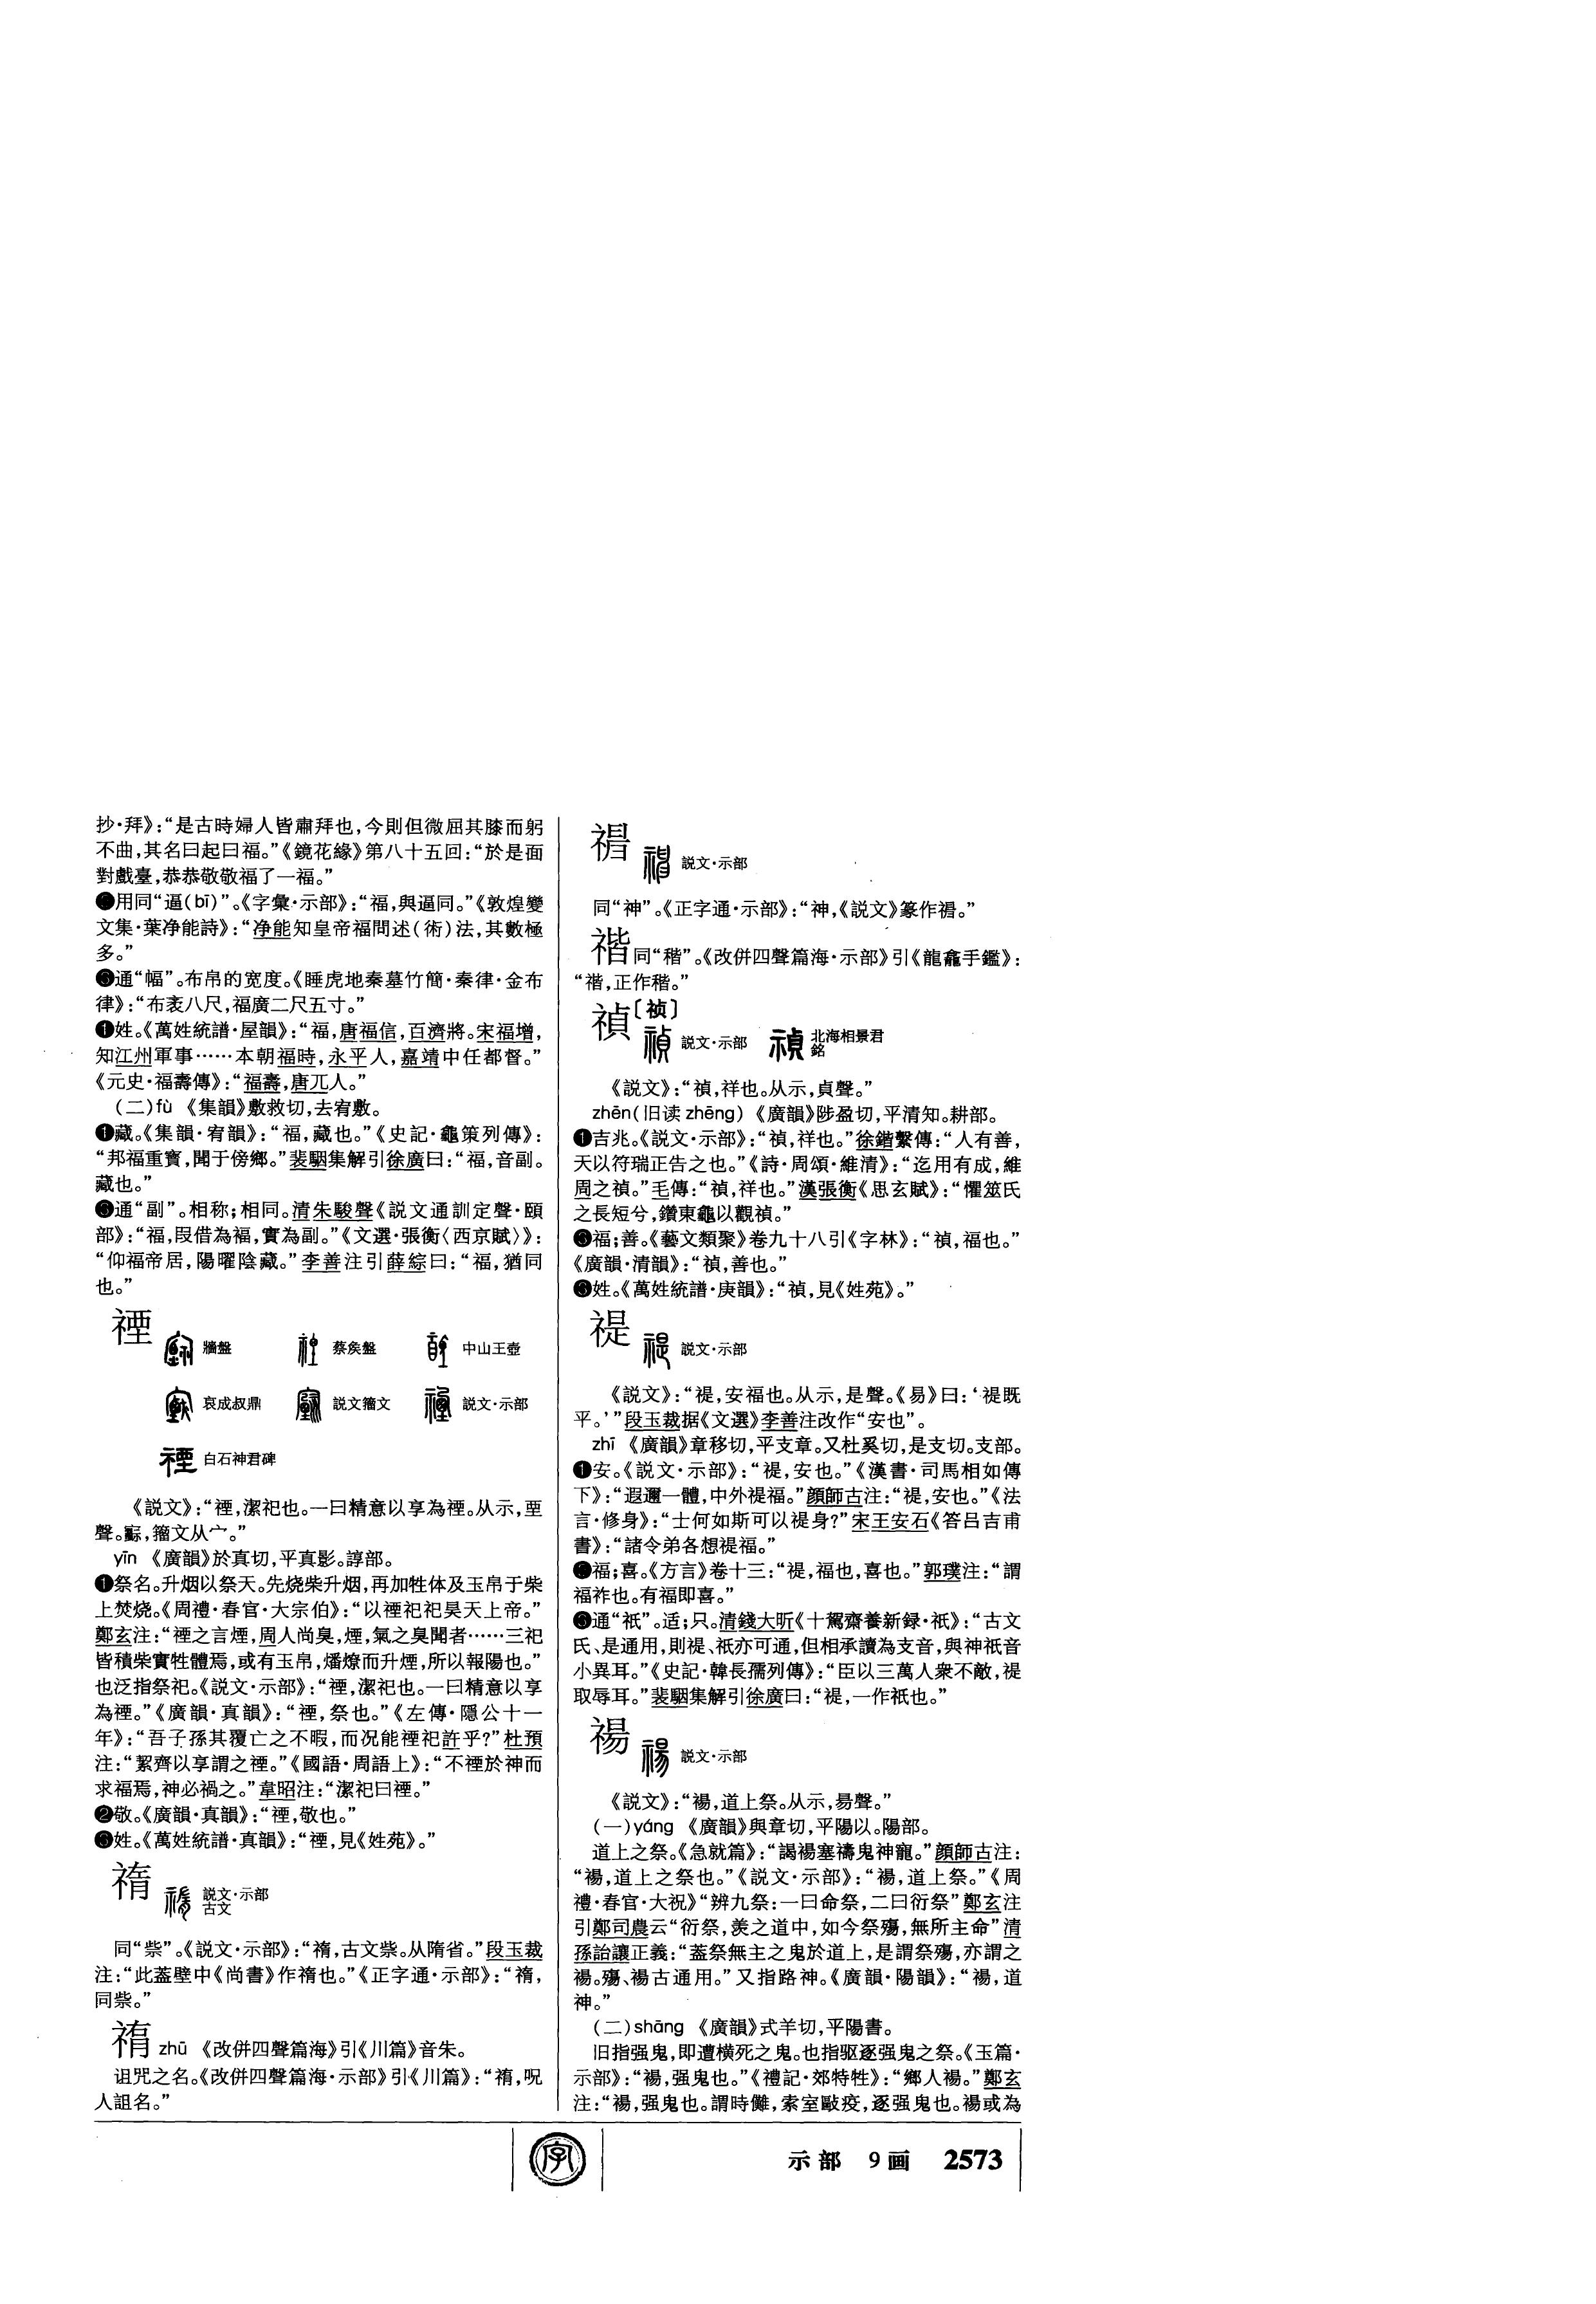 抄·拜》:“是古時婦人皆肅拜也,今則但微屈其膝而躬
不曲,其名曰起曰福。”《鏡花緣》第八十五回:“於是面
對戲臺,恭恭敬敬福了一福。”
用同“逼(bī)”。《字彙·示部》:“福,與逼同。”《敦煌變
文集·葉净能詩》:“净能知皇帝福問述(術)法,其數極
多。”
通“幅”。布帛的宽度。《睡虎地秦墓竹簡·秦律·金布
律》:“布袤八尺,福廣二尺五寸。”
❶姓。《萬姓統譜·屋韻》:“福,唐福信,百濟將。宋福增,
知江州軍事……本朝福時,永平人,嘉靖中任都督。”
《元史·福壽傳》:“福壽,唐兀人。”
(二)fù 《集韻》敷救切,去宥敷。
❶藏。《集韻·宥韻》:“福,藏也。”《史記·龜策列傳》:
“邦福重寶,聞于傍鄉。”裴駰集解引徐廣曰:“福,音副。
藏也。”
通“副”。相称;相同。清朱駿聲《説文通訓定聲·頤
部》:“福,叚借為福,實為副。”《文選·張衡〈西京賦〉》:
“仰福帝居,陽曜陰藏。”李善注引薛綜曰:“福,猶同
也。”
禋
牆盤 蔡侯盤 中山王壺
哀成叔鼎 説文籀文 説文·示部
白石神君碑
《説文》:“禋,潔祀也。一曰精意以享為禋。从示,垔
聲。,籀文从宀。”
yīn 《廣韻》於真切,平真影。諄部。
❶祭名。升烟以祭天。先烧柴升烟,再加牲体及玉帛于柴
上焚烧。《周禮·春官·大宗伯》:“以禋祀祀昊天上帝。”
鄭玄注:“禋之言煙,周人尚臭,煙,氣之臭聞者……三祀
皆積柴實牲體焉,或有玉帛,燔燎而升煙,所以報陽也。”
也泛指祭祀。《説文·示部》:“禋,潔祀也。一曰精意以享
為禋。”《廣韻·真韻》:“禋,祭也。”《左傳·隱公十一
年》:“吾子孫其覆亡之不暇,而况能禋祀許乎?”杜預
注:“絜齊以享謂之禋。”《國語·周語上》:“不禋於神而
求福焉,神必禍之。”韋昭注:“潔祀曰禋。”
❷敬。《廣韻·真韻》:“禋,敬也。”
❸姓。《萬姓統譜·真韻》:“禋,見《姓苑》。”
䄟
説文·示部
古文
同“祡”。《説文·示部》:“䄟,古文祡。从隋省。”段玉裁
注:“此蓋壁中《尚書》作䄟也。”《正字通·示部》:“䄟,
同祡。”
zhū 《改併四聲篇海》引《川篇》音朱。
诅咒之名。《改併四聲篇海·示部》引《川篇》:“,呪
人詛名。”
説文·示部
同“神”。《正字通·示部》:“神,《説文》篆作。”
同“稭”。《改併四聲篇海·示部》引《龍龕手鑑》:
“,正作稭。”
禎〔祯〕
説文·示部 北海相景君
銘
《説文》:“禎,祥也。从示,貞聲。”
zhēn(旧读zhēng) 《廣韻》陟盈切,平清知。耕部。
❶吉兆。《説文·示部》:“禎,祥也。”徐鍇繫傳:“人有善,
天以符瑞正告之也。”《詩·周頌·維清》:“迄用有成,維
周之禎。”毛傳:“禎,祥也。”漢張衡《思玄賦》:“懼筮氏
之長短兮,鑽東龜以觀禎。”
福;善。《藝文類聚》卷九十八引《字林》:“禎,福也。”
《廣韻·清韻》:“禎,善也。”
❸姓。《萬姓統譜·庚韻》:“禎,見《姓苑》。”
禔
説文·示部
《説文》:“禔,安福也。从示,是聲。《易》曰:‘禔既
平。’”段玉裁据《文選》李善注改作“安也”。
zhī 《廣韻》章移切,平支章。又杜奚切,是支切。支部。
❶安。《説文·示部》:“禔,安也。”《漢書·司馬相如傳
下》:“遐邇一體,中外禔福。”顔師古注:“禔,安也。”《法
言·修身》:“士何如斯可以禔身?”宋王安石《答吕吉甫
書》:“諸令弟各想禔福。”
❷福;喜。《方言》卷十三:“禔,福也,喜也。”郭璞注:“謂
福祚也。有福即喜。”
❸通“祇”。适;只。清錢大昕《十駕齋養新録·祇》:“古文
氏、是通用,則禔、祇亦可通,但相承讀為支音,與神祇音
小異耳。”《史記·韓長孺列傳》:“臣以三萬人衆不敵,禔
取辱耳。”裴駰集解引徐廣曰:“禔,一作祇也。”
禓
説文·示部
《説文》:“禓,道上祭。从示,昜聲。”
(一)yáng 《廣韻》與章切,平陽以。陽部。
道上之祭。《急就篇》:“謁禓塞禱鬼神寵。”顔師古注:
“禓,道上之祭也。”《説文·示部》:“禓,道上祭。”《周
禮·春官·大祝》“辨九祭:一曰命祭,二曰衍祭”鄭玄注
引鄭司農云“衍祭,羡之道中,如今祭殤,無所主命”清
孫詒讓正義:“蓋祭無主之鬼於道上,是謂祭殤,亦謂之
禓。殤、禓古通用。”又指路神。《廣韻·陽韻》:“禓,道
神。”
(二)shāng 《廣韻》式羊切,平陽書。
旧指强鬼,即遭横死之鬼。也指驱逐强鬼之祭。《玉篇·
示部》:“禓,强鬼也。”《禮記·郊特牲》:“鄉人禓。”鄭玄
注:“禓,强鬼也。謂時儺,索室敺疫,逐强鬼也。禓或為
字
示部 9画 2573